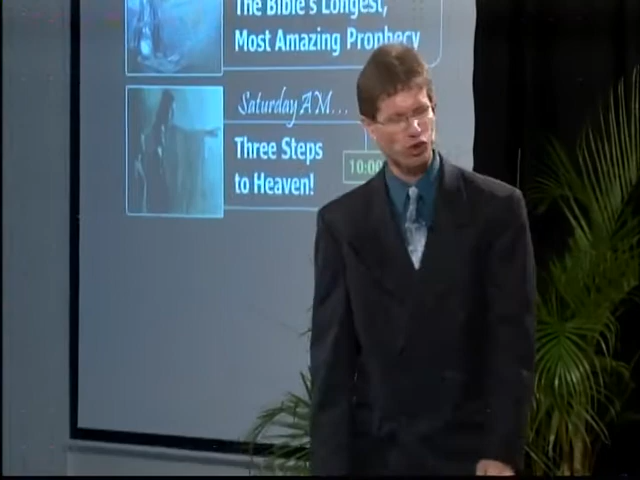 The Bible's Longest,
Most Amazing Prophecy
Saturday AM...
Three Steps
to Heaven!
10:00